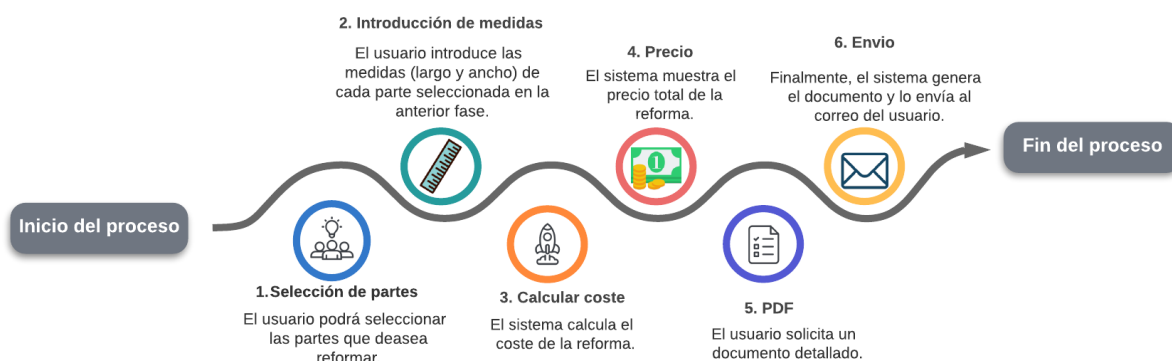 Inicio del proceso
1.Selección de partes
El usuario podrá seleccionar
las partes que deasea
reformar
2. Introducción de medidas
El usuario introduce las
medidas (largo y ancho) de
cada parte seleccionada en la
anterior fase.
3. Calcular coste
El sistema calcula el
coste de la reforma.
4. Precio
El sistema muestra el
precio total de la
reforma.
5. PDF
El usuario solicita un
documento detallado.
6. Envio
Finalmente, el sistema genera
el documento y lo envía al
correo del usuario.
Fin del proceso